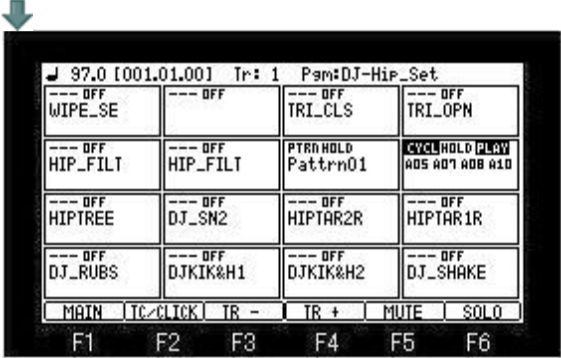 ♩ 97.0 [001.01.00] Tr: 1 Pgm:DJ-Hip_Set
--- OFF --- OFF --- OFF --- OFF
WIPE_SE TRI_CLS TRI_OPN
--- OFF --- OFF PTRN HOLD CYCL HOLD PLAY
HIP_FILT HIP_FILT Pattrn01 A05 A07 A08 A10
--- OFF --- OFF --- OFF --- OFF
HIPTREE DJ_SN2 HIPTAR2R HIPTAR1R
--- OFF --- OFF --- OFF --- OFF
DJ_RUBS DJKIK&H1 DJKIK&H2 DJ_SHAKE
MAIN TC/CLICK TR - TR + MUTE SOLO
F1 F2 F3 F4 F5 F6